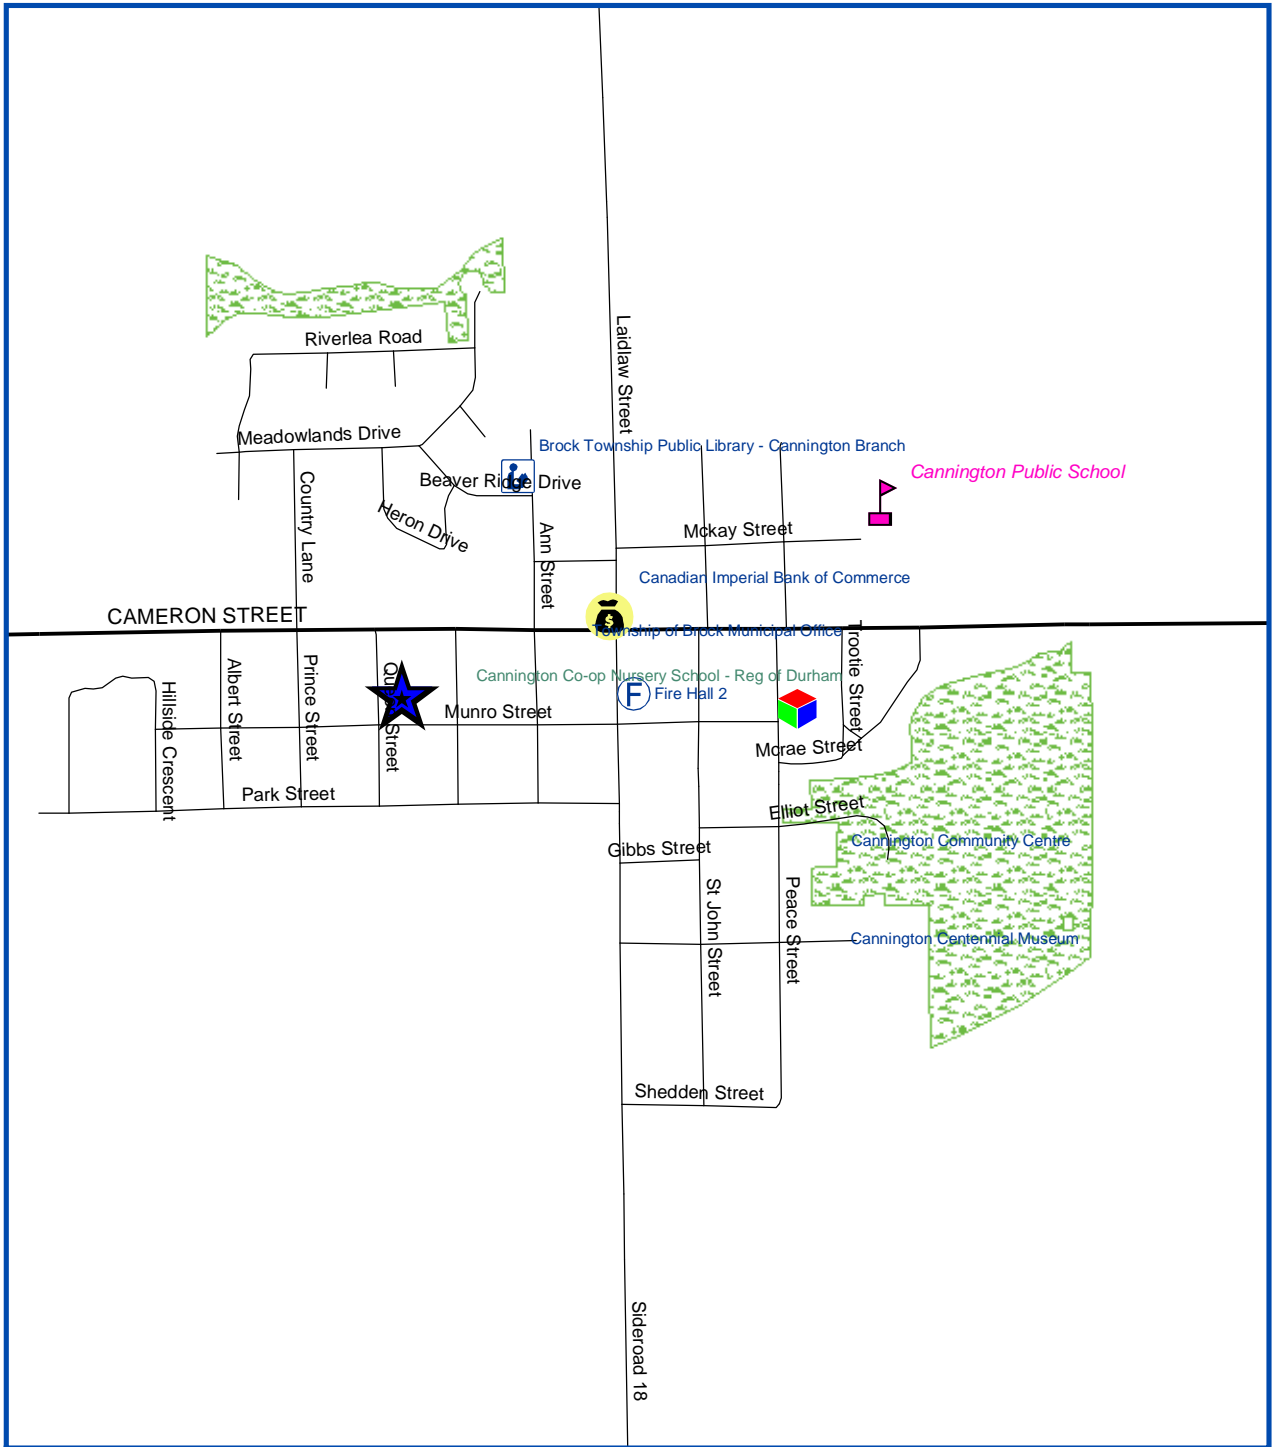 Laidlaw Street
Riverlea Road
Meadowlands Drive
Brock Township Public Library - Cannington Branch
Cannington Public School
Beaver Ridge Drive
Country Lane
Heron Drive
Ann Street
Mckay Street
Canadian Imperial Bank of Commerce
CAMERON STREET
$
Township of Brock Municipal Office
Trootie Street
Albert Street
Prince Street
Street
Hillside Crescent
Cannington Co-op Nursery School - Reg of Durham
F Fire Hall 2
Munro Street
Mcrae Street
Park Street
Elliot Street
Gibbs Street
Cannington Community Centre
St John Street
Peace Street
Cannington Centennial Museum
Shedden Street
Sideroad 18